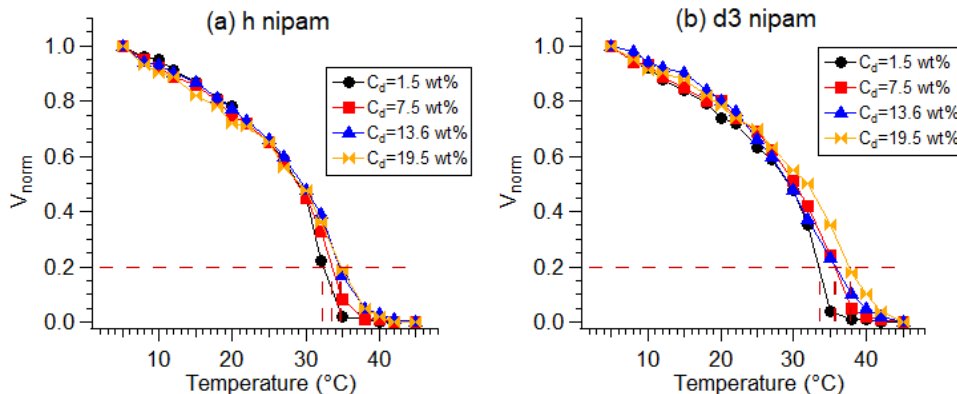 (a) h nipam
1.0
0.8
0.6
0.4
0.2
0.0
V_norm
10 20 30 40
Temperature (°C)
C_d=1.5 wt%
C_d=7.5 wt%
C_d=13.6 wt%
C_d=19.5 wt%
(b) d3 nipam
1.0
0.8
0.6
0.4
0.2
0.0
V_norm
10 20 30 40
Temperature (°C)
C_d=1.5 wt%
C_d=7.5 wt%
C_d=13.6 wt%
C_d=19.5 wt%